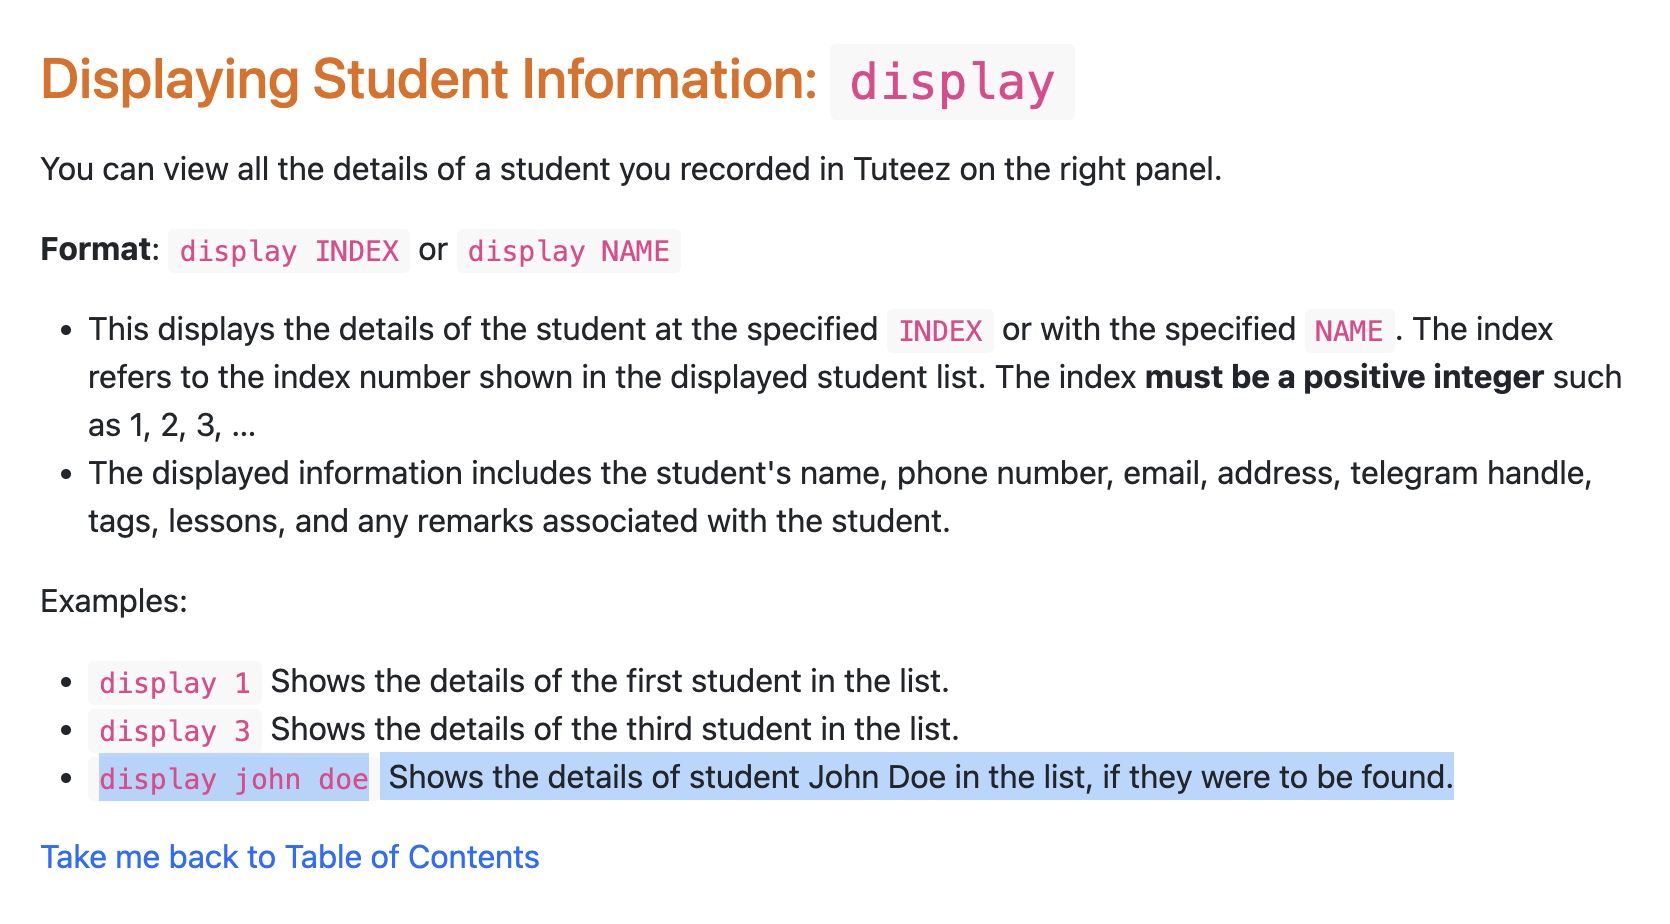 Displaying Student Information: display
You can view all the details of a student you recorded in Tuteez on the right panel.
Format: display INDEX or display NAME
• This displays the details of the student at the specified INDEX or with the specified NAME. The index
refers to the index number shown in the displayed student list. The index must be a positive integer such
as 1, 2, 3, ...
• The displayed information includes the student's name, phone number, email, address, telegram handle,
tags, lessons, and any remarks associated with the student.
Examples:
• display 1 Shows the details of the first student in the list.
• display 3 Shows the details of the third student in the list.
• display john doe Shows the details of student John Doe in the list, if they were to be found.
Take me back to Table of Contents